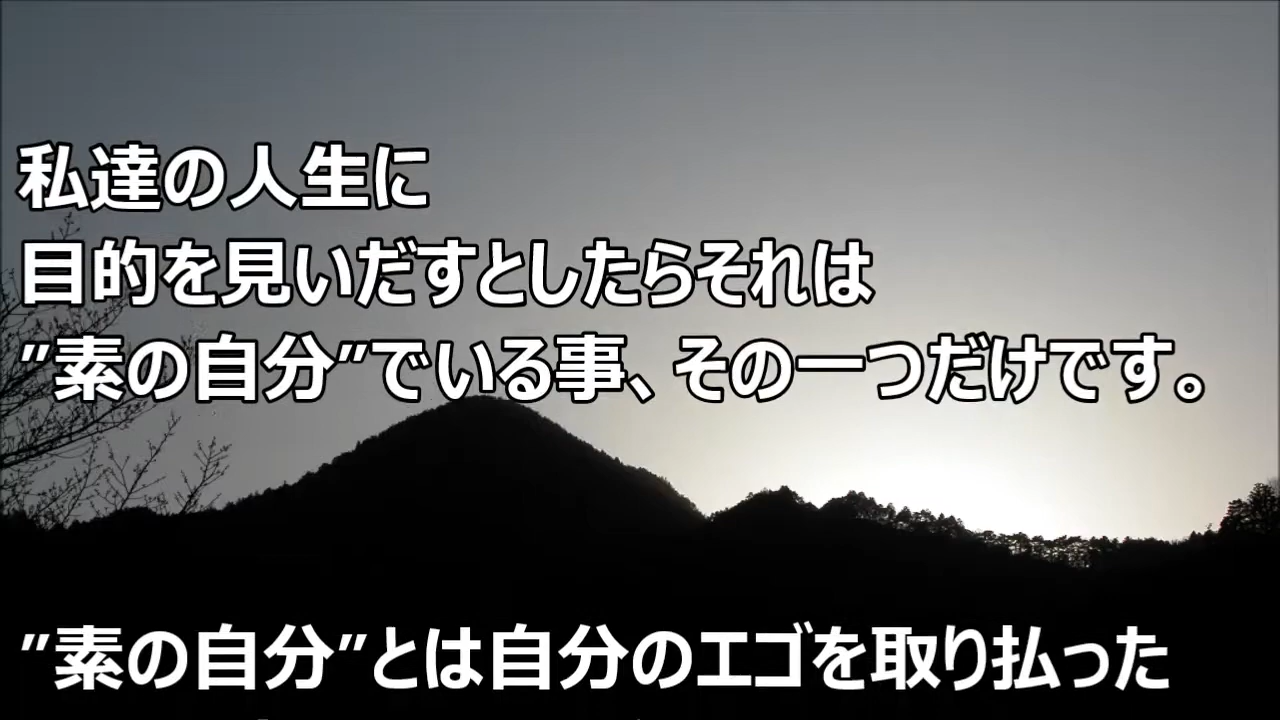 私達の人生に
目的を見いだすとしたらそれは
”素の自分”でいる事、その一つだけです。
”素の自分”とは自分のエゴを取り払った